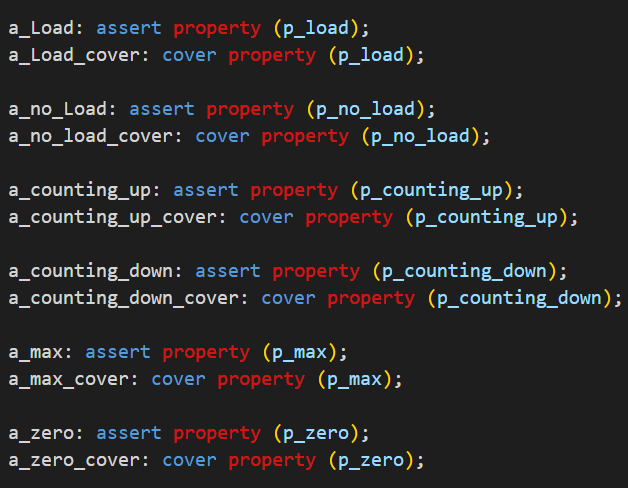 a_Load: assert property (p_load);
a_Load_cover: cover property (p_load);
a_no_Load: assert property (p_no_load);
a_no_load_cover: cover property (p_no_load);
a_counting_up: assert property (p_counting_up);
a_counting_up_cover: cover property (p_counting_up);
a_counting_down: assert property (p_counting_down);
a_counting_down_cover: cover property (p_counting_down);
a_max: assert property (p_max);
a_max_cover: cover property (p_max);
a_zero: assert property (p_zero);
a_zero_cover: cover property (p_zero);